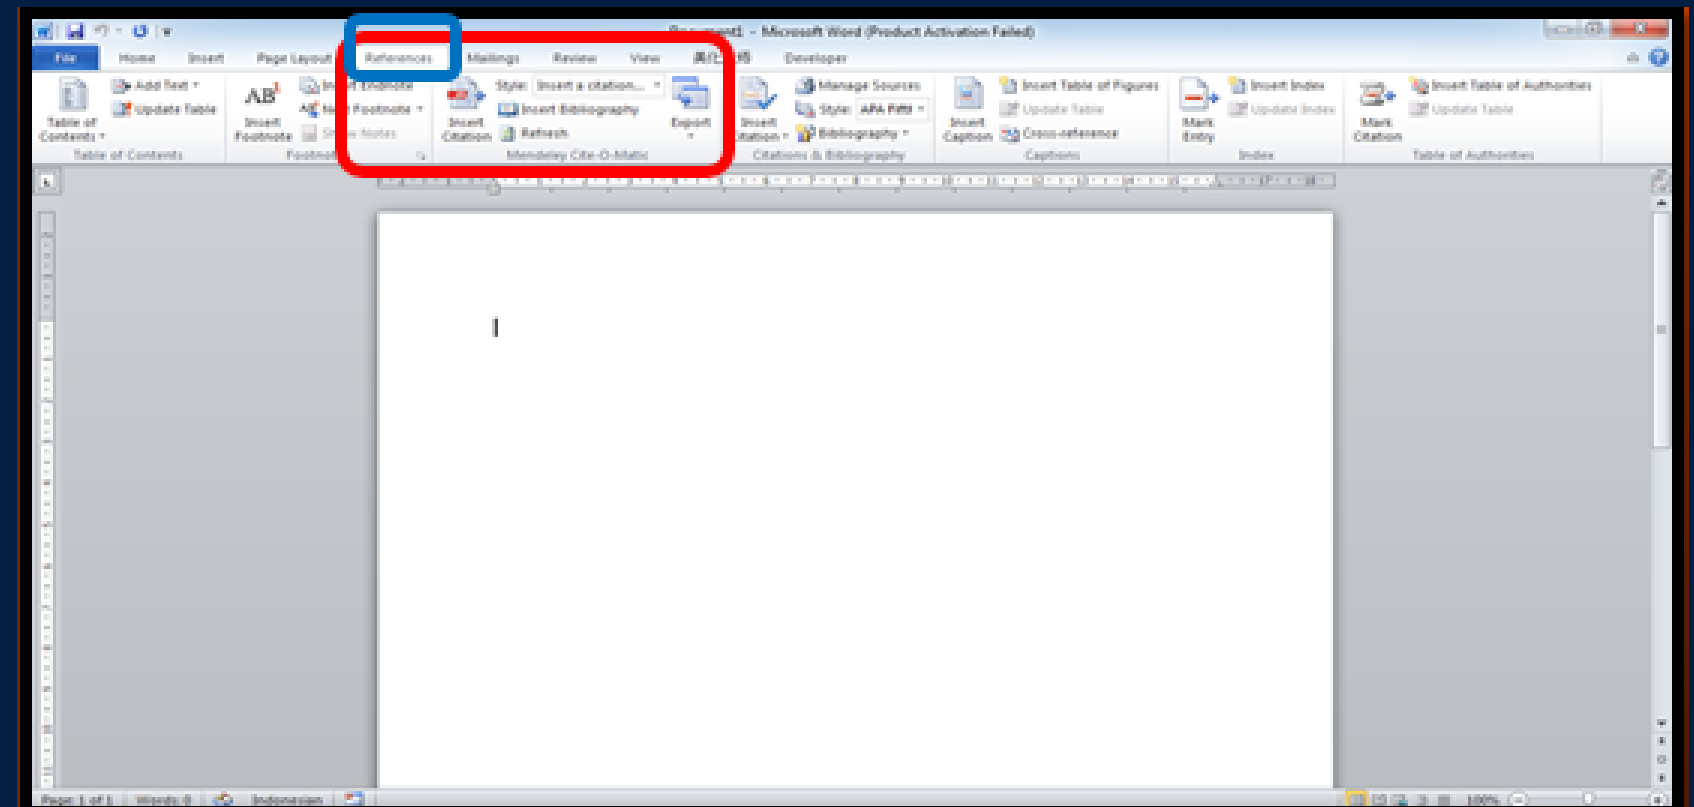 Microsoft Word (Product Activation Failed)
File Home Insert Page Layout References Mailings Review View Developer
Table of Contents
Add Text
Update Table
Table of Contents
AB¹
Insert Footnote
Insert Endnote
Next Footnote
Show Notes
Insert Citation
Style: Insert a citation...
Insert Bibliography
Refresh
Export
Mendeley Cite-O-Matic
Insert Citation
Manage Sources
Style: APA Fifth
Bibliography
Citations & Bibliography
Insert Caption
Insert Table of Figures
Update Table
Cross-reference
Captions
Mark Entry
Insert Index
Update Index
Index
Mark Citation
Insert Table of Authorities
Update Table
Table of Authorities
Page: 1 of 1 Words: 0 Indonesian 100%